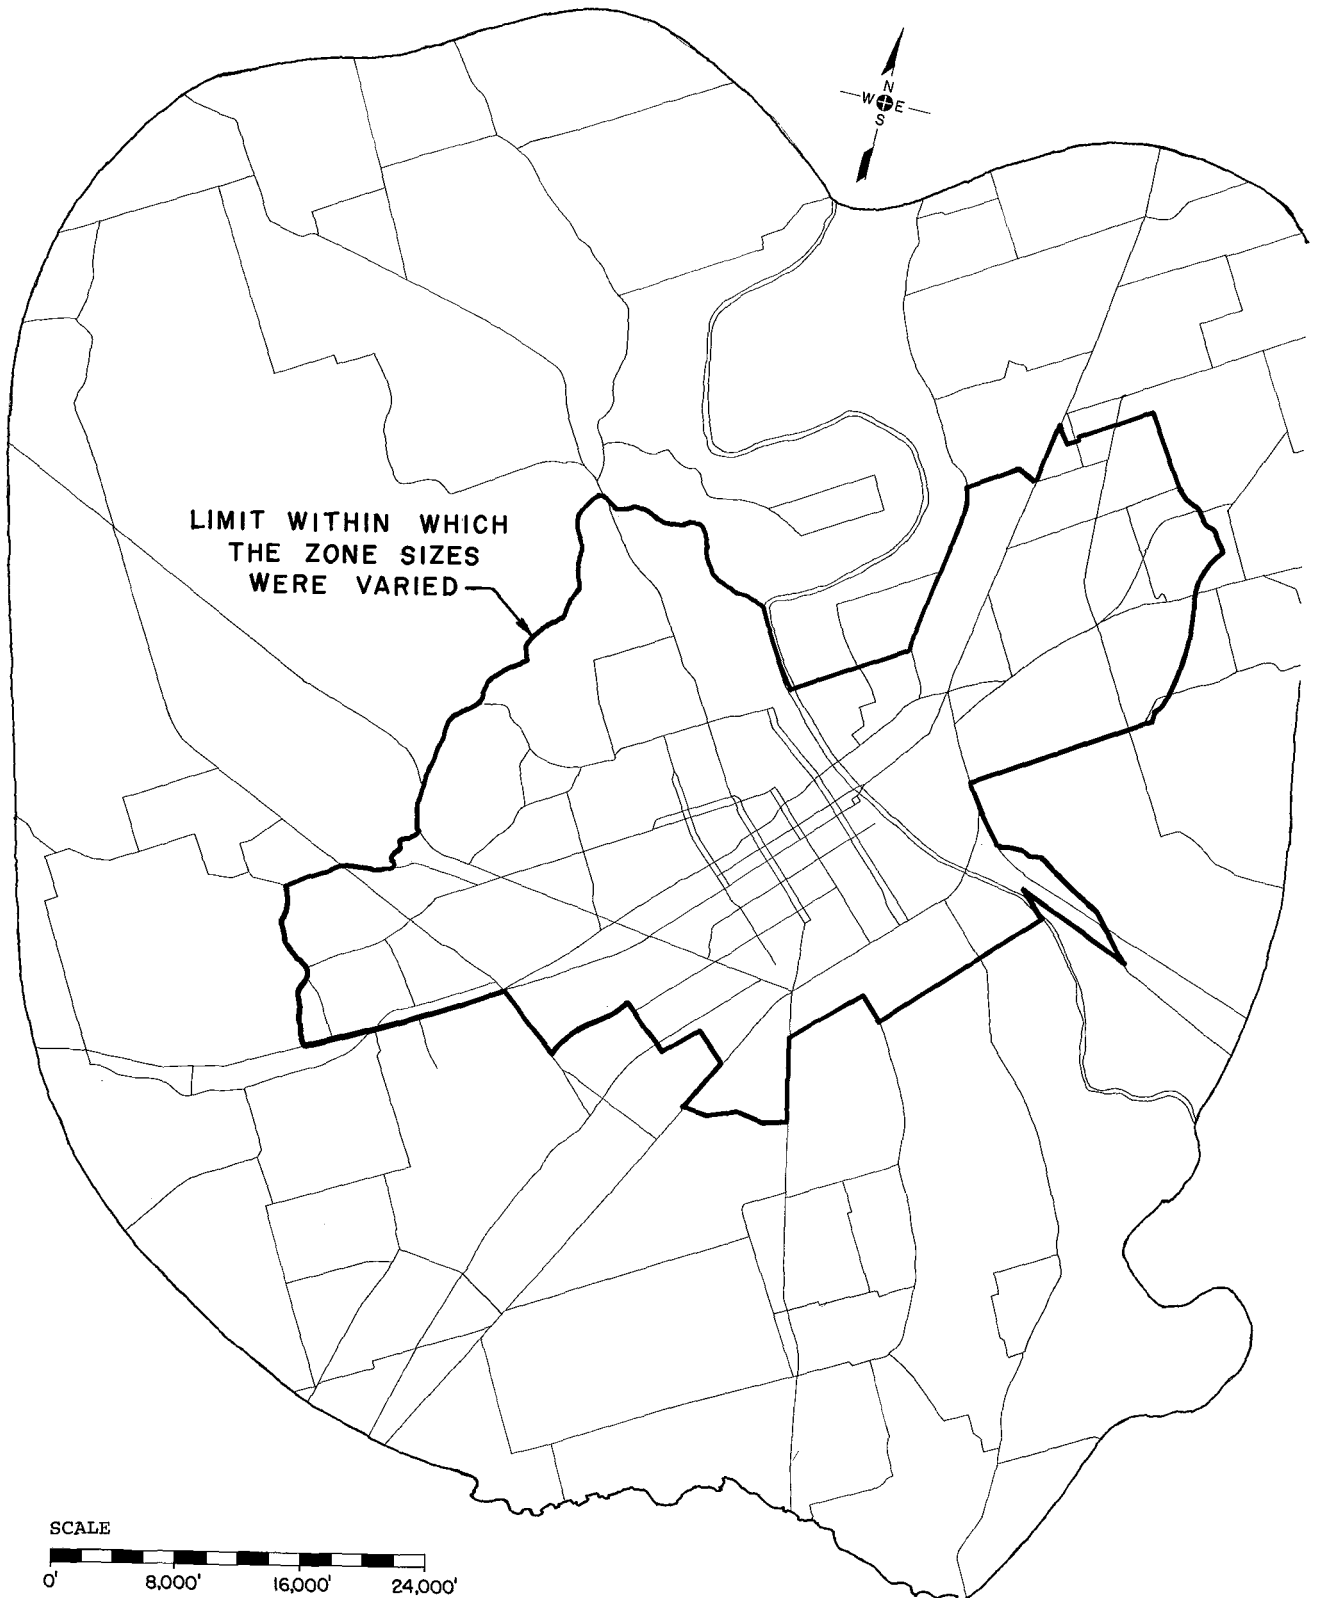 N
W E
S
LIMIT WITHIN WHICH
THE ZONE SIZES
WERE VARIED
SCALE
0' 8,000' 16,000' 24,000'